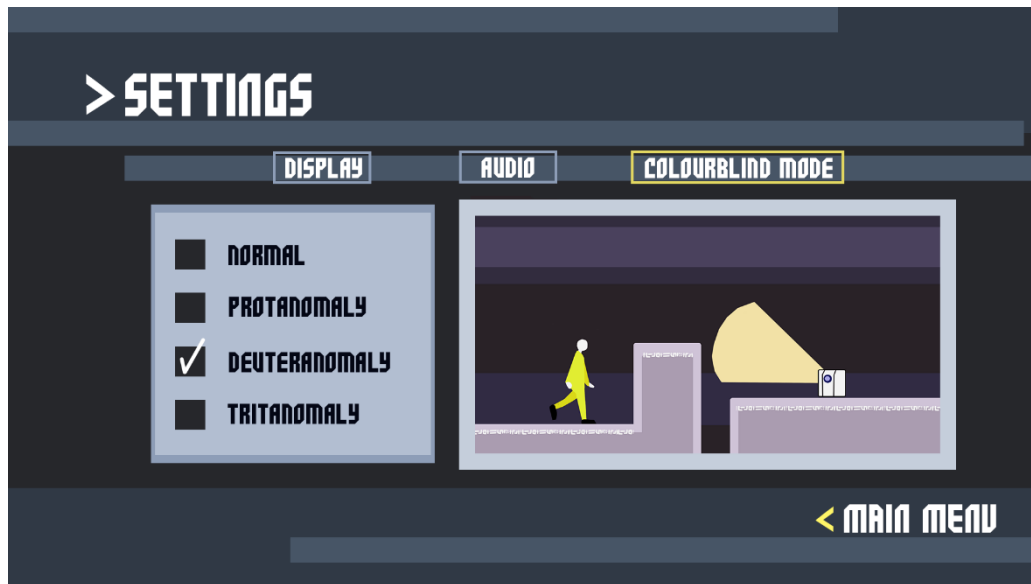 > SETTINGS
DISPLAY AUDIO COLOURBLIND MODE
NORMAL
PROTANOMALY
DEUTERANOMALY
TRITANOMALY
< MAIN MENU